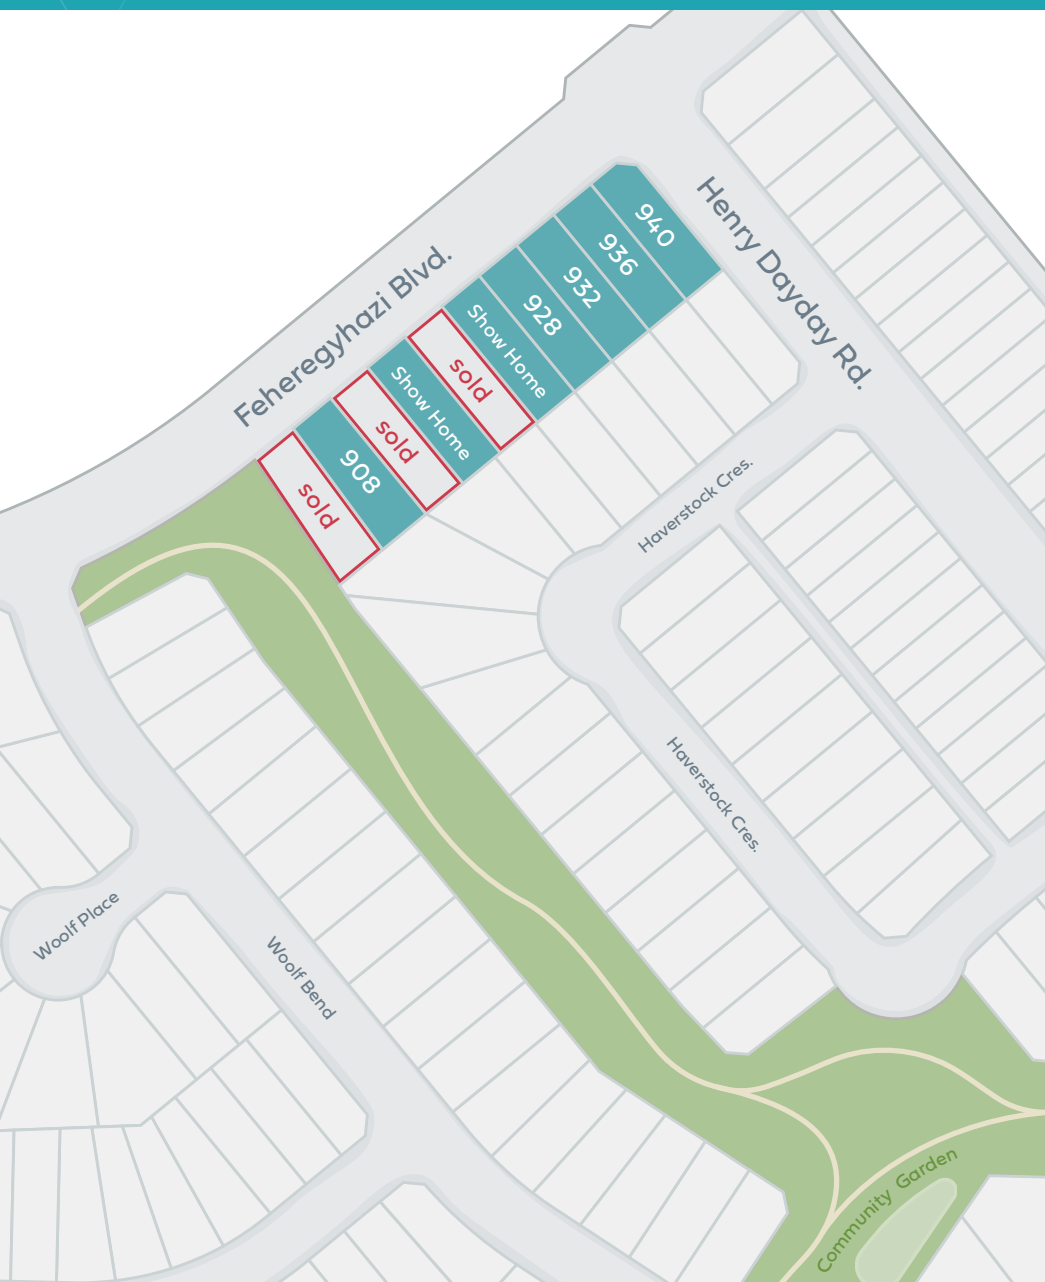 Feheregyhazi Blvd.
Henry Dayday Rd.
940
936
932
928
Show Home
sold
Show Home
sold
908
sold
Haverstock Cres.
Haverstock Cres.
Woolf Place
Woolf Bend
Community Garden